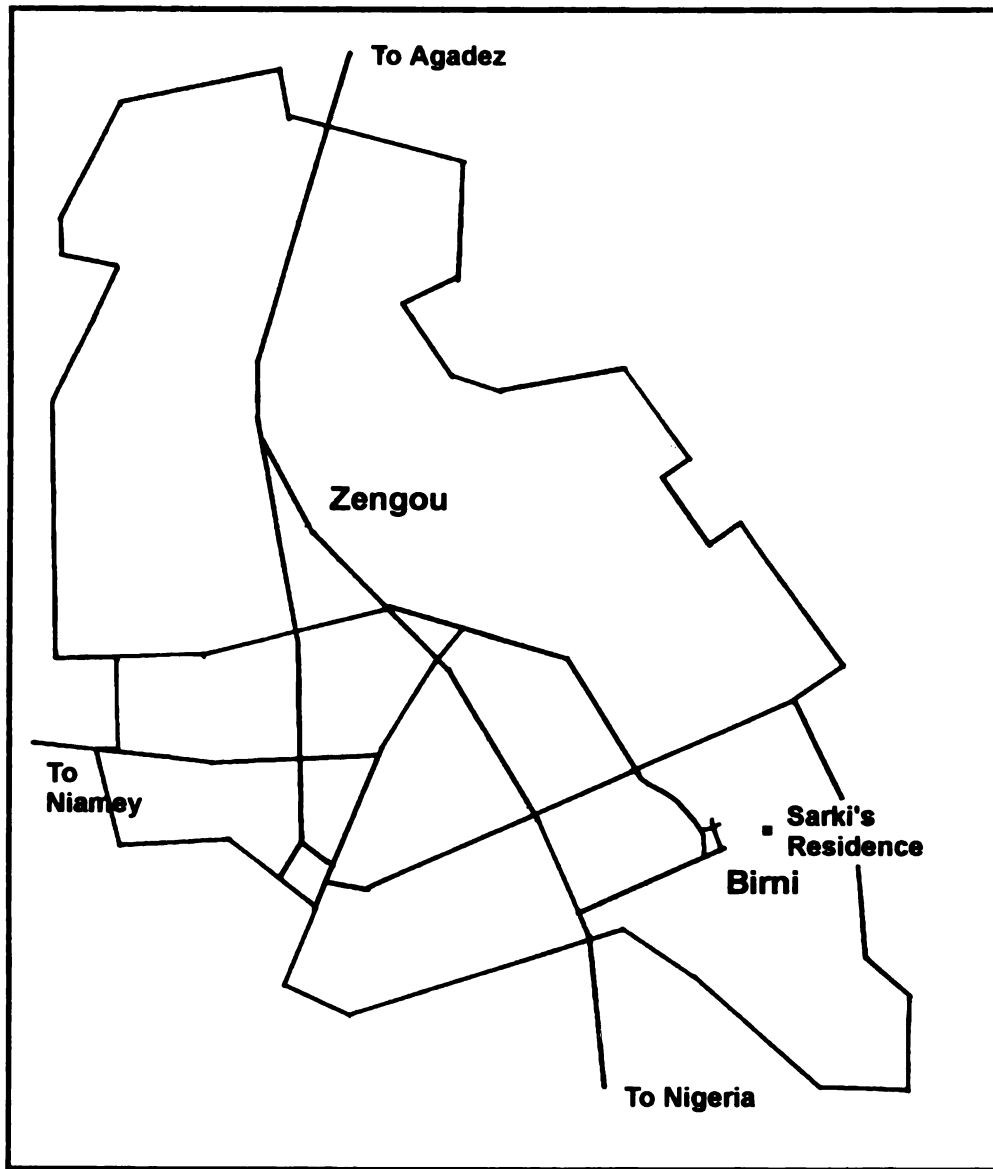 To Agadez
Zengou
To
Niamey
Sarki's
Residence
Birni
To Nigeria